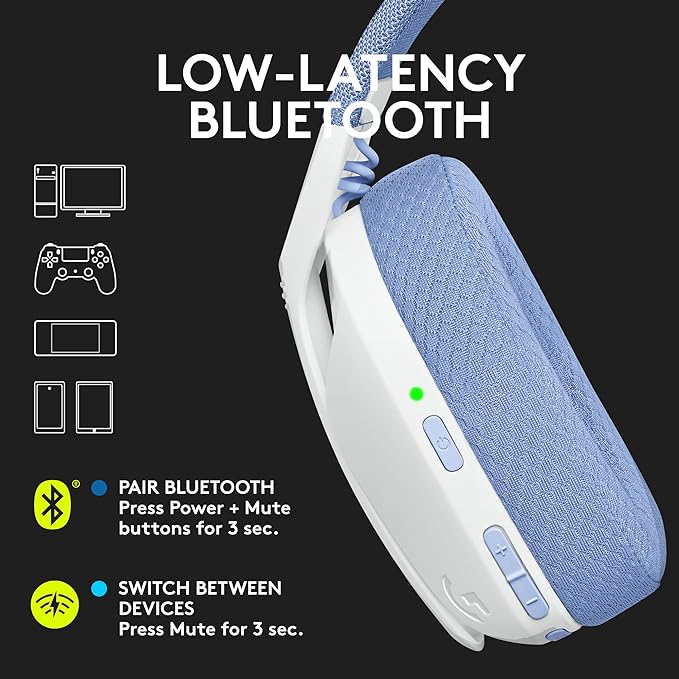 LOW-LATENCY
BLUETOOTH
®
PAIR BLUETOOTH
Press Power + Mute
buttons for 3 sec.
SWITCH BETWEEN
DEVICES
Press Mute for 3 sec.
+